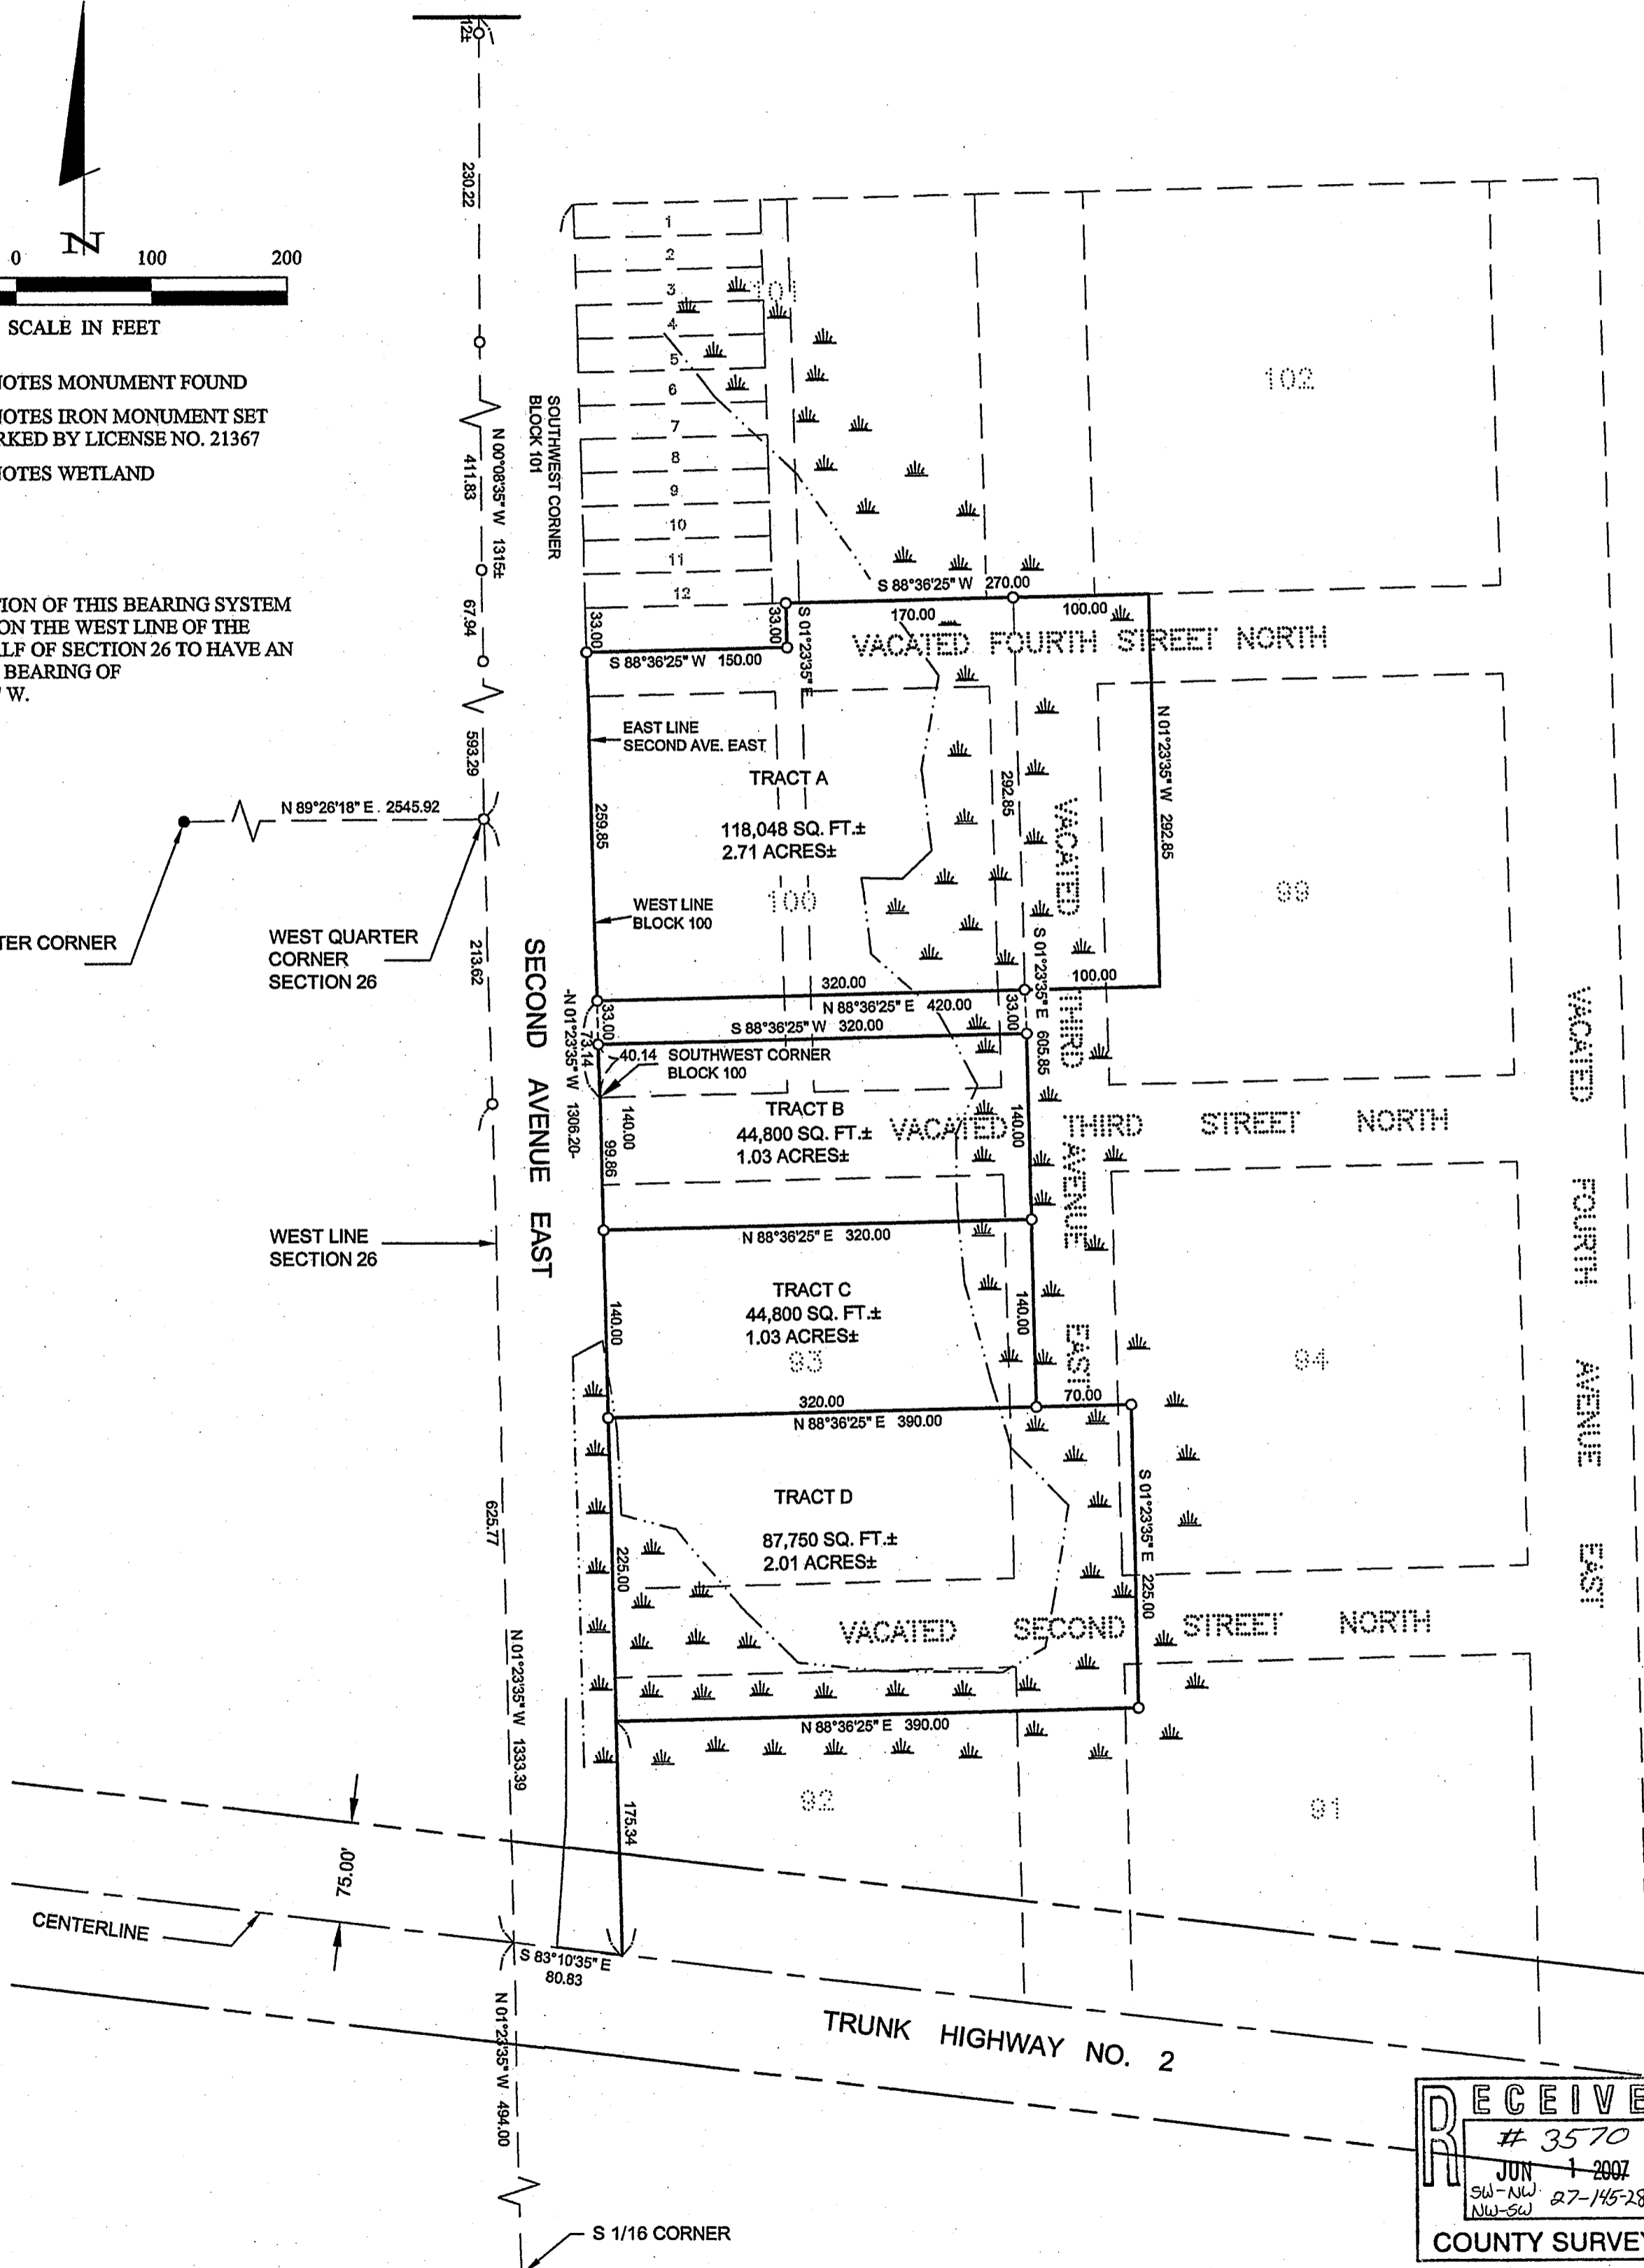 12±
230.22
N
0 100 200
SCALE IN FEET
NOTES MONUMENT FOUND
NOTES IRON MONUMENT SET
RKED BY LICENSE NO. 21367
NOTES WETLAND
TION OF THIS BEARING SYSTEM
ON THE WEST LINE OF THE
LF OF SECTION 26 TO HAVE AN
BEARING OF
W.
1
2
3
4
5
6
7
8
9
10
11
12
101
102
SOUTHWEST CORNER
BLOCK 101
N 00°08'35" W 1315±
411.83
67.94
593.29
S 88°36'25" W 270.00
170.00
100.00
33.00
33.00
S 01°23'35" E
S 88°36'25" W 150.00
VACATED FOURTH STREET NORTH
EAST LINE
SECOND AVE. EAST
TRACT A
118,048 SQ. FT.±
2.71 ACRES±
259.85
292.85
N 01°23'35" W 292.85
N 89°26'18" E 2545.92
WEST LINE
BLOCK 100
100
99
TER CORNER
WEST QUARTER
CORNER
SECTION 26
213.62
SECOND AVENUE EAST
VACATED THIRD AVENUE EAST
VACATED FOURTH AVENUE EAST
320.00
100.00
N 88°36'25" E 420.00
S 01°23'35" E 605.85
33.00
33.00
S 88°36'25" W 320.00
73.14
40.14
SOUTHWEST CORNER
BLOCK 100
-N 01°23'35" W 1306.20-
TRACT B
44,800 SQ. FT.±
1.03 ACRES±
140.00
99.86
140.00
VACATED THIRD STREET NORTH
WEST LINE
SECTION 26
N 88°36'25" E 320.00
TRACT C
44,800 SQ. FT.±
1.03 ACRES±
140.00
140.00
93
94
320.00
70.00
N 88°36'25" E 390.00
TRACT D
87,750 SQ. FT.±
2.01 ACRES±
225.00
S 01°23'35" E 225.00
625.77
VACATED SECOND STREET NORTH
N 01°23'35" W 1333.39
N 88°36'25" E 390.00
92
91
175.34
75.00'
CENTERLINE
S 83°10'35" E
80.83
N 01°23'35" W 494.00
TRUNK HIGHWAY NO. 2
S 1/16 CORNER
RECEIVE
# 3570
JUN 1 2007
SW-NW
NW-SW 27-145-28
COUNTY SURVEY